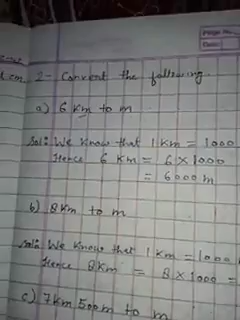 Page No.
Date:
cm
2- Convert the following.
a) 6 km to m
Sol: We know that 1 km = 1000
Hence 6 km = 6 × 1000
= 6000 m
b) 8 km to m
Sol: We know that 1 km = 1000
Hence 8 km = 8 × 1000 =
c) 7 km 500 m to m